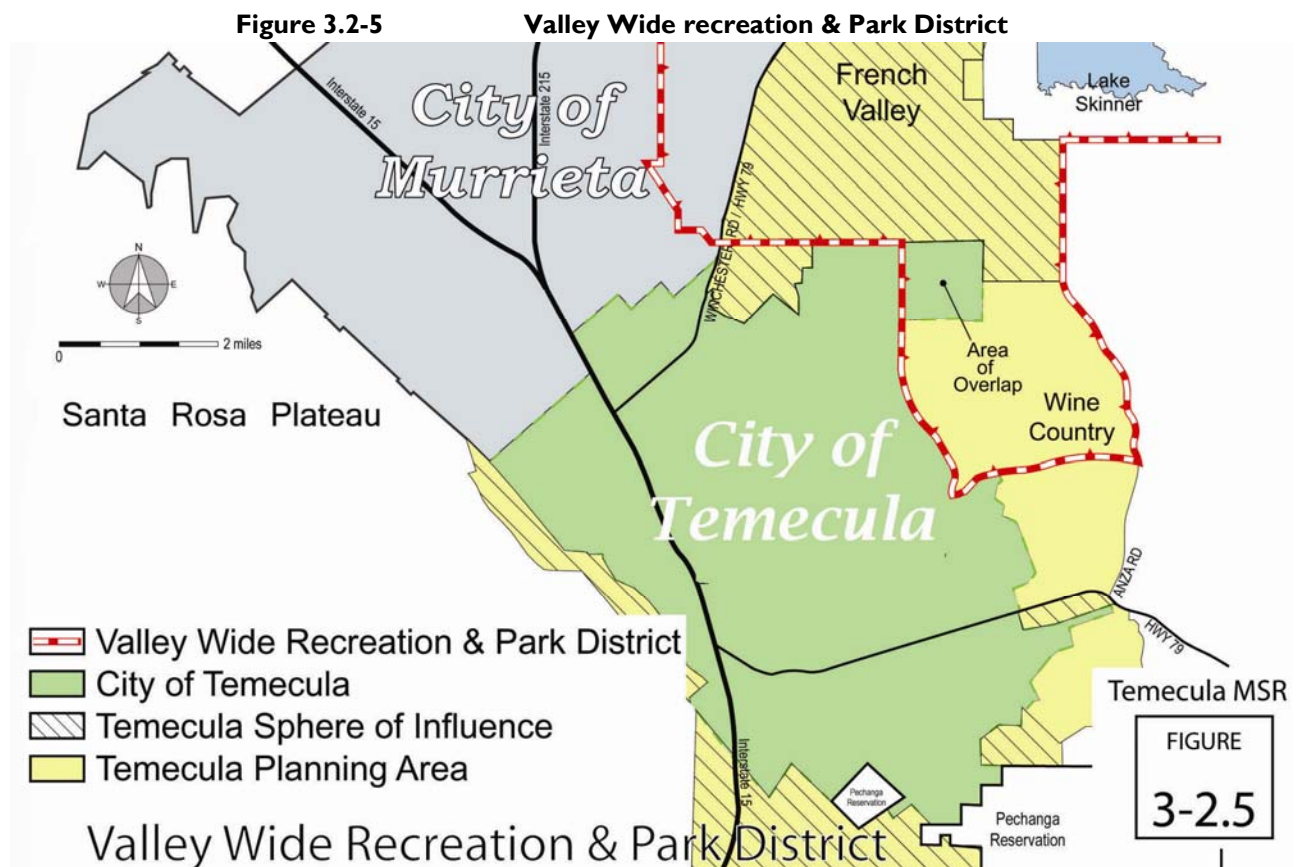 Figure 3.2-5 Valley Wide recreation & Park District
French
Valley
Lake
Skinner
Interstate 15
Interstate 215
City of
Murrieta
WINCHESTER RD / HWY 79
N
W E
S
0 2 miles
Area
of
Overlap
Santa Rosa Plateau
Wine
Country
City of
Temecula
ANZA RD
HWY 79
Valley Wide Recreation & Park District
City of Temecula
Temecula Sphere of Influence
Temecula Planning Area
Interstate 15
Pechanga
Reservation
Pechanga
Reservation
Temecula MSR
FIGURE
3-2.5
Valley Wide Recreation & Park District